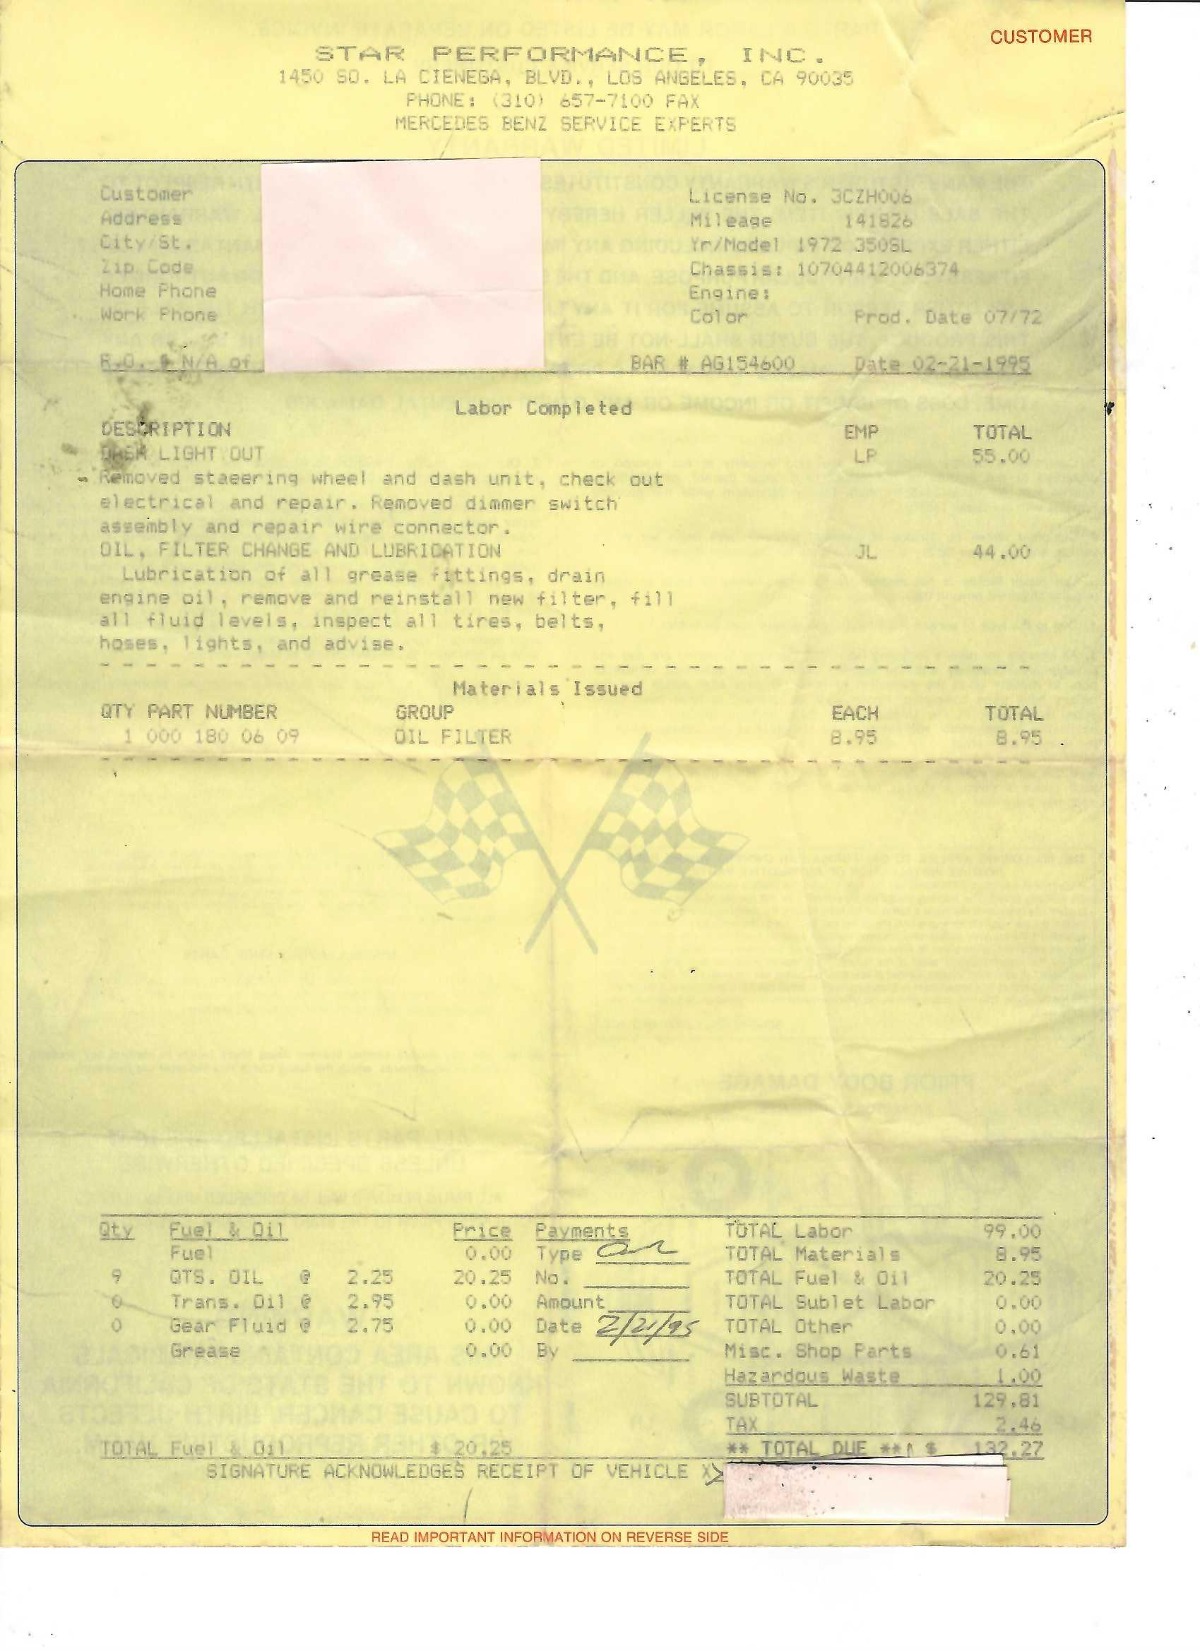 CUSTOMER
STAR PERFORMANCE, INC.
1450 SO. LA CIENEGA, BLVD., LOS ANGELES, CA 90035
PHONE: (310) 657-7100 FAX
MERCEDES BENZ SERVICE EXPERTS
Customer License No. 3CZH006
Address Mileage 141826
City/St. Yr/Model 1972 350SL
Zip Code Chassis: 10704412006374
Home Phone Engine:
Work Phone Color Prod. Date 07/72
R.O. # N/A of BAR # AG154600 Date 02-21-1995
Labor Completed
DESCRIPTION EMP TOTAL
LIGHT OUT LP 55.00
Removed staeering wheel and dash unit, check out
electrical and repair. Removed dimmer switch
assembly and repair wire connector.
OIL, FILTER CHANGE AND LUBRICATION JL 44.00
Lubrication of all grease fittings, drain
engine oil, remove and reinstall new filter, fill
all fluid levels, inspect all tires, belts,
hoses, lights, and advise.
Materials Issued
QTY PART NUMBER GROUP EACH TOTAL
1 000 180 06 09 OIL FILTER 8.95 8.95
Qty Fuel & Oil Price Payments TOTAL Labor 99.00
Fuel 0.00 Type TOTAL Materials 8.95
9 QTS. OIL @ 2.25 20.25 No. TOTAL Fuel & Oil 20.25
0 Trans. Oil @ 2.95 0.00 Amount TOTAL Sublet Labor 0.00
0 Gear Fluid @ 2.75 0.00 Date 2/21/95 TOTAL Other 0.00
Grease 0.00 By Misc. Shop Parts 0.61
Hazardous Waste 1.00
SUBTOTAL 129.81
TAX 2.46
TOTAL Fuel & Oil $ 20.25 ** TOTAL DUE ** $ 132.27
SIGNATURE ACKNOWLEDGES RECEIPT OF VEHICLE X
READ IMPORTANT INFORMATION ON REVERSE SIDE